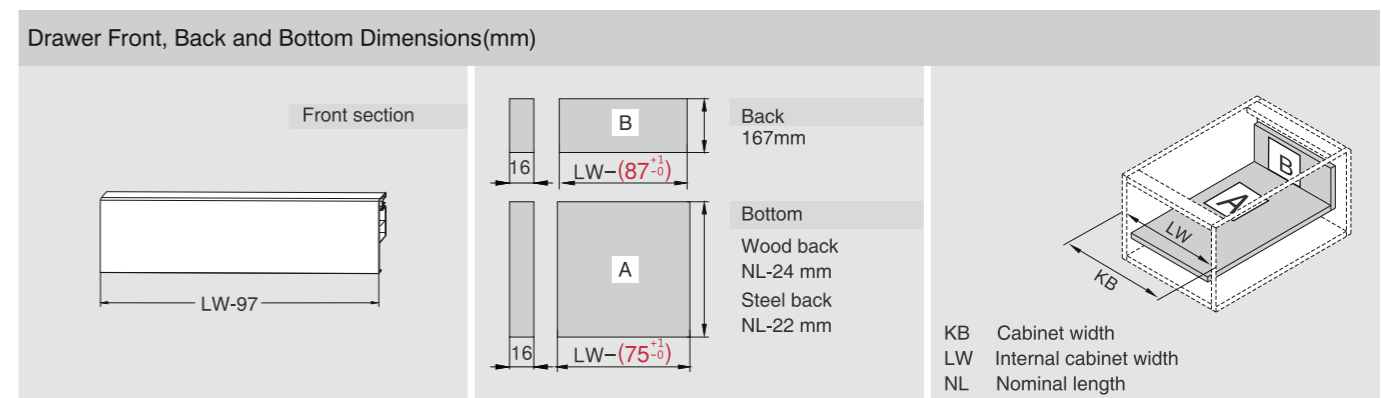 Drawer Front, Back and Bottom Dimensions(mm)
Front section
LW-97
B
16
LW–(87+1-0)
Back
167mm
A
16
LW–(75+1-0)
Bottom
Wood back
NL-24 mm
Steel back
NL-22 mm
B
A
LW
KB
KB Cabinet width
LW Internal cabinet width
NL Nominal length